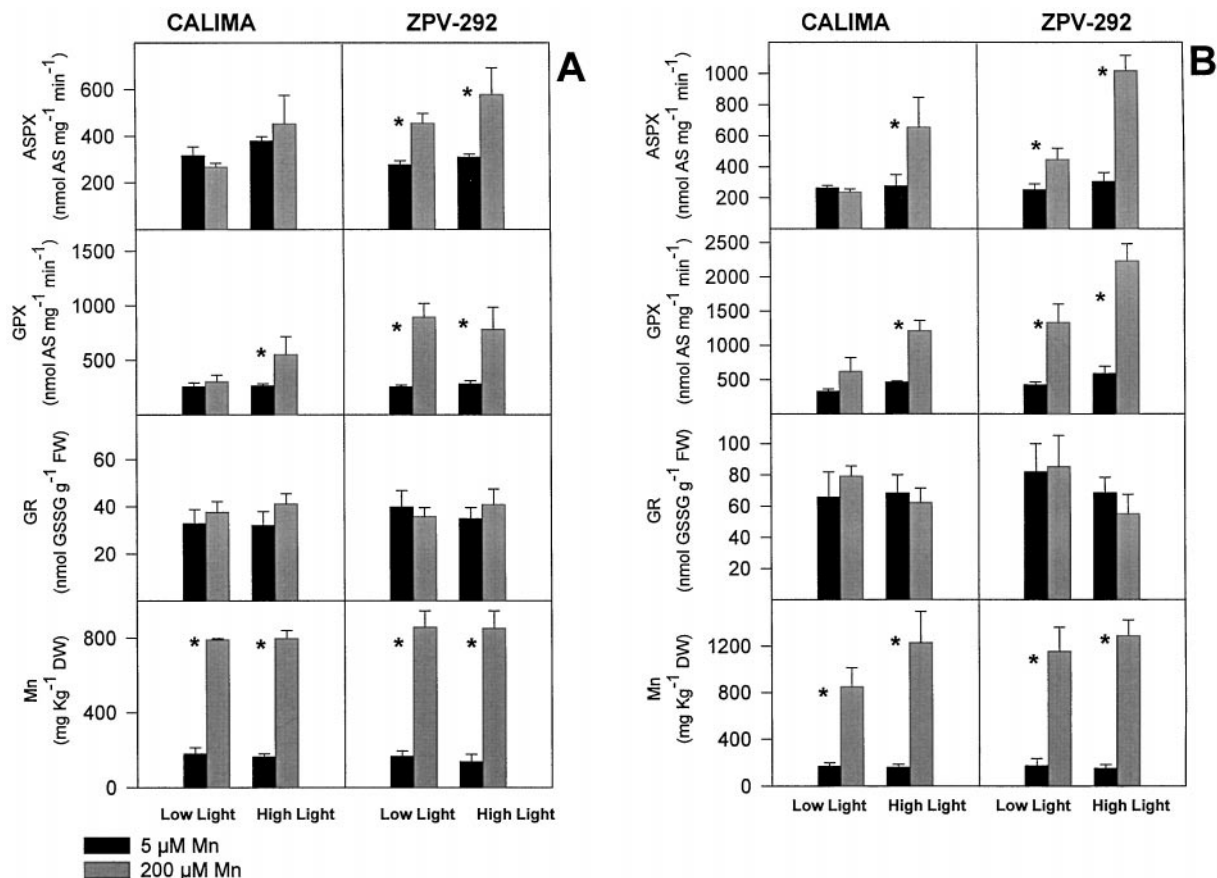 CALIMA ZPV-292
A
ASPX
(nmol AS mg⁻¹ min⁻¹)
600
400
200
GPX
(nmol AS mg⁻¹ min⁻¹)
1500
1000
500
GR
(nmol GSSG g⁻¹ FW)
60
40
20
Mn
(mg Kg⁻¹ DW)
800
400
0
* * * * * * * * *
Low Light High Light Low Light High Light
5 µM Mn
200 µM Mn
CALIMA ZPV-292
B
ASPX
(nmol AS mg⁻¹ min⁻¹)
1000
800
600
400
200
GPX
(nmol AS mg⁻¹ min⁻¹)
2500
2000
1500
1000
500
GR
(nmol GSSG g⁻¹ FW)
100
80
60
40
20
Mn
(mg Kg⁻¹ DW)
1200
800
400
0
* * * * * * * * * *
Low Light High Light Low Light High Light